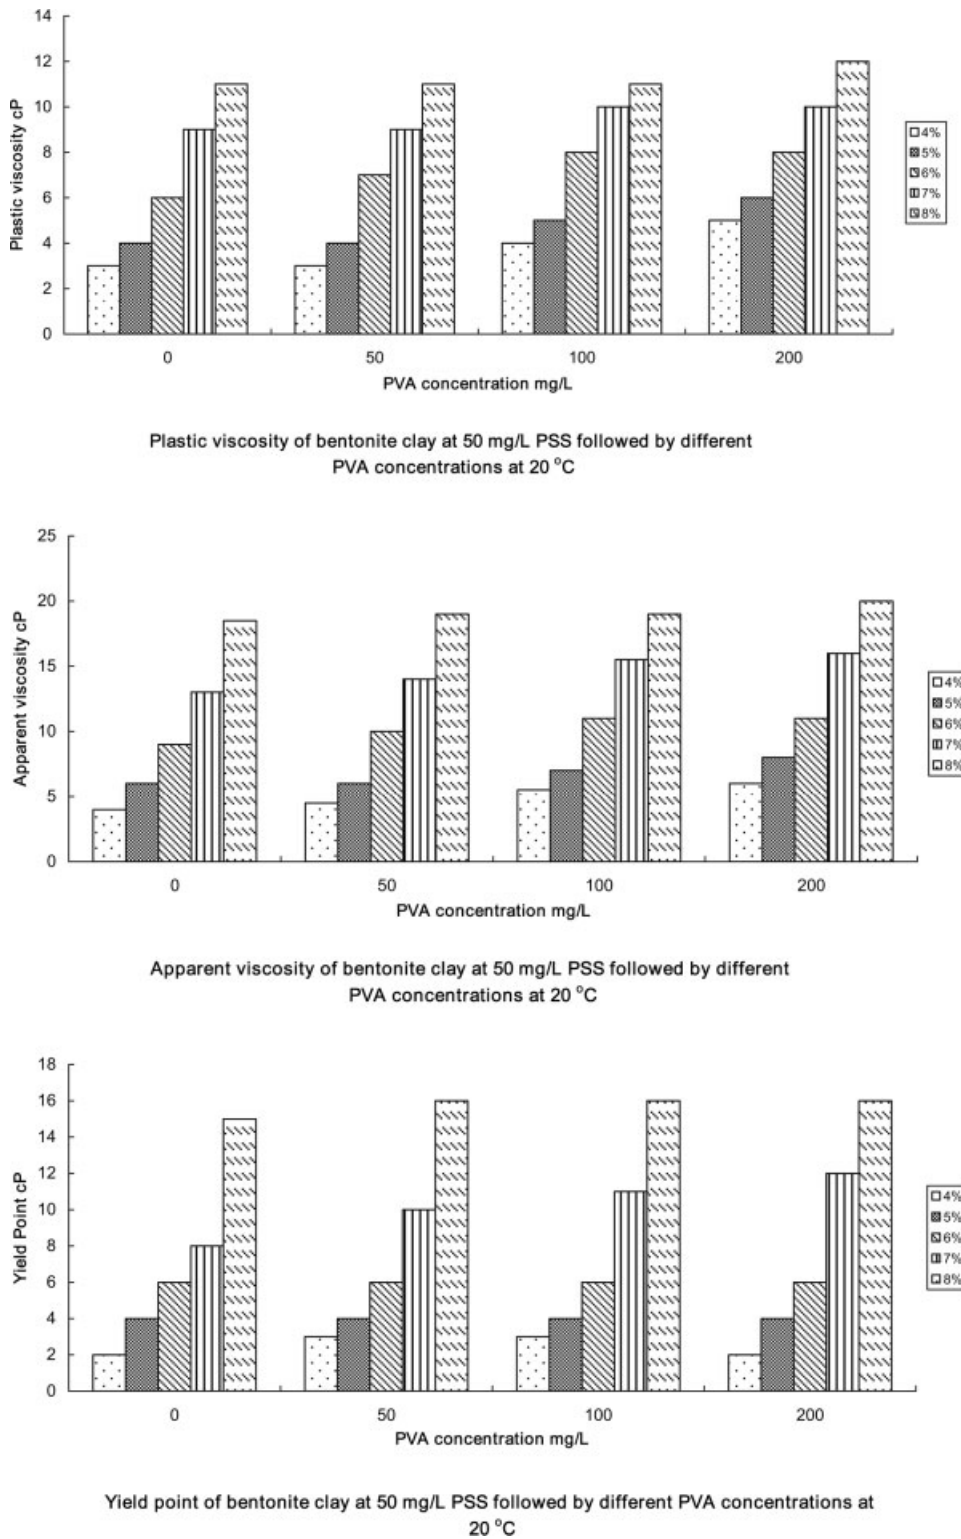 14
12
10
8
6
4
2
0
Plastic viscosity cP
0 50 100 200
PVA concentration mg/L
4%
5%
6%
7%
8%
Plastic viscosity of bentonite clay at 50 mg/L PSS followed by different
PVA concentrations at 20 °C
25
20
15
10
5
0
Apparent viscosity cP
0 50 100 200
PVA concentration mg/L
4%
5%
6%
7%
8%
Apparent viscosity of bentonite clay at 50 mg/L PSS followed by different
PVA concentrations at 20 °C
18
16
14
12
10
8
6
4
2
0
Yield Point cP
0 50 100 200
PVA concentration mg/L
4%
5%
6%
7%
8%
Yield point of bentonite clay at 50 mg/L PSS followed by different PVA concentrations at
20 °C